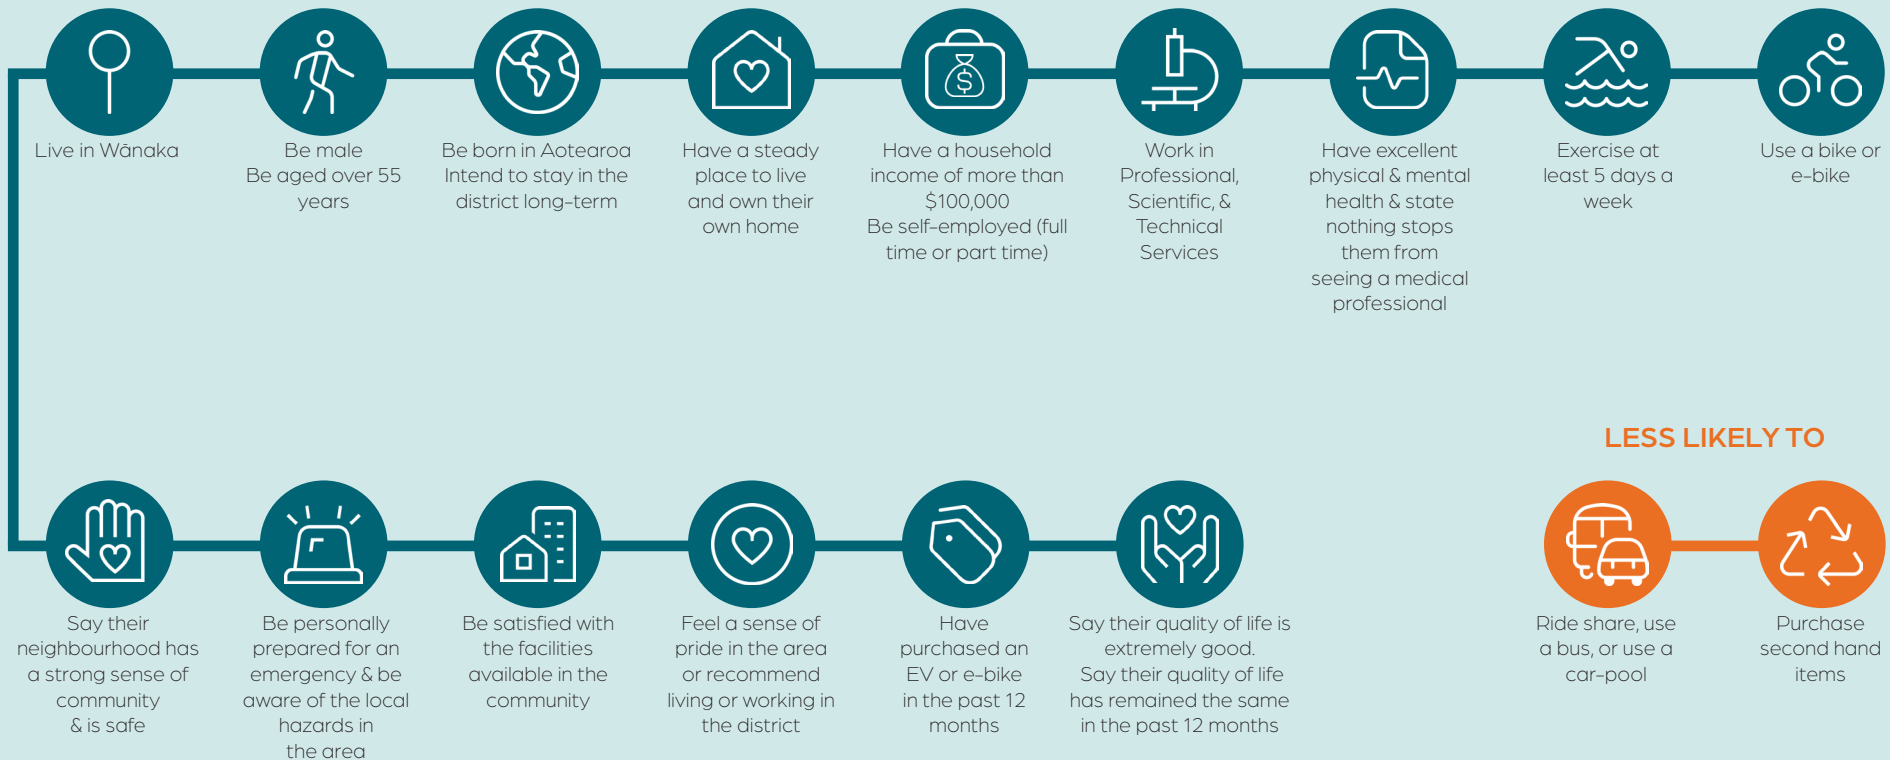 Live in Wānaka
Be male
Be aged over 55
years
Be born in Aotearoa
Intend to stay in the
district long-term
Have a steady
place to live
and own their
own home
Have a household
income of more than
$100,000
Be self-employed (full
time or part time)
Work in
Professional,
Scientific, &
Technical
Services
Have excellent
physical & mental
health & state
nothing stops
them from
seeing a medical
professional
Exercise at
least 5 days a
week
Use a bike or
e-bike
Say their
neighbourhood has
a strong sense of
community
& is safe
Be personally
prepared for an
emergency & be
aware of the local
hazards in
the area
Be satisfied with
the facilities
available in the
community
Feel a sense of
pride in the area
or recommend
living or working in
the district
Have
purchased an
EV or e-bike
in the past 12
months
Say their quality of life is
extremely good.
Say their quality of life
has remained the same
in the past 12 months
LESS LIKELY TO
Ride share, use
a bus, or use a
car-pool
Purchase
second hand
items